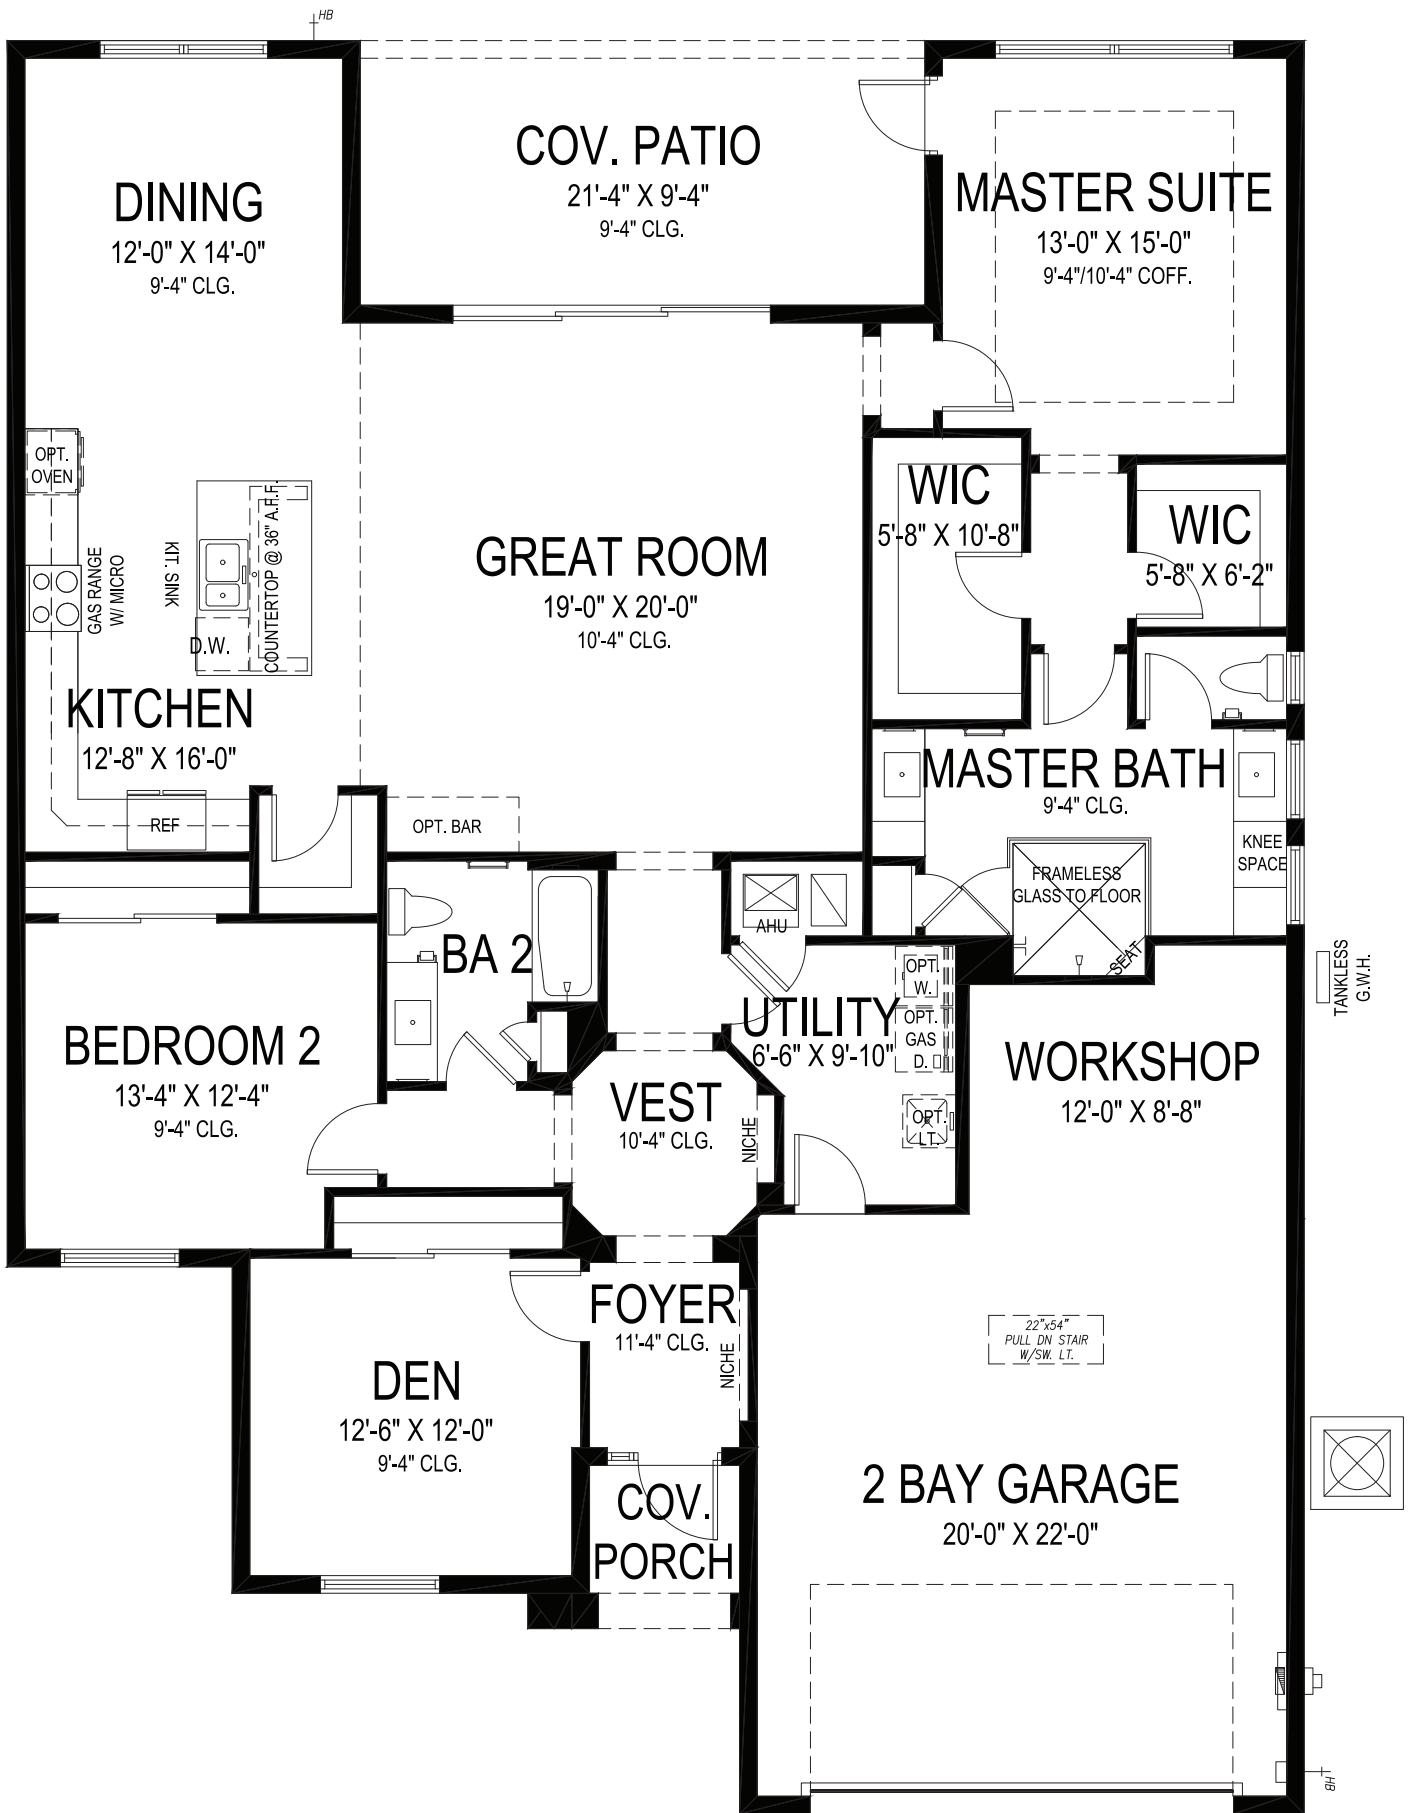 HB
COV. PATIO
21'-4" X 9'-4"
9'-4" CLG.
DINING
12'-0" X 14'-0"
9'-4" CLG.
MASTER SUITE
13'-0" X 15'-0"
9'-4"/10'-4" COFF.
OPT.
OVEN
GAS RANGE
W/ MICRO
KIT. SINK
COUNTERTOP @ 36" A.F.F.
D.W.
KITCHEN
12'-8" X 16'-0"
REF
GREAT ROOM
19'-0" X 20'-0"
10'-4" CLG.
OPT. BAR
WIC
5'-8" X 10'-8"
WIC
5'-8" X 6'-2"
MASTER BATH
9'-4" CLG.
KNEE
SPACE
FRAMELESS
GLASS TO FLOOR
SEAT
AHU
BA 2
UTILITY
6'-6" X 9'-10"
OPT.
W.
OPT.
GAS
D.
OPT.
LT.
TANKLESS
G.W.H.
BEDROOM 2
13'-4" X 12'-4"
9'-4" CLG.
VEST
10'-4" CLG.
NICHE
WORKSHOP
12'-0" X 8'-8"
FOYER
11'-4" CLG.
NICHE
22"x54"
PULL DN STAIR
W/SW. LT.
DEN
12'-6" X 12'-0"
9'-4" CLG.
COV.
PORCH
2 BAY GARAGE
20'-0" X 22'-0"
HB